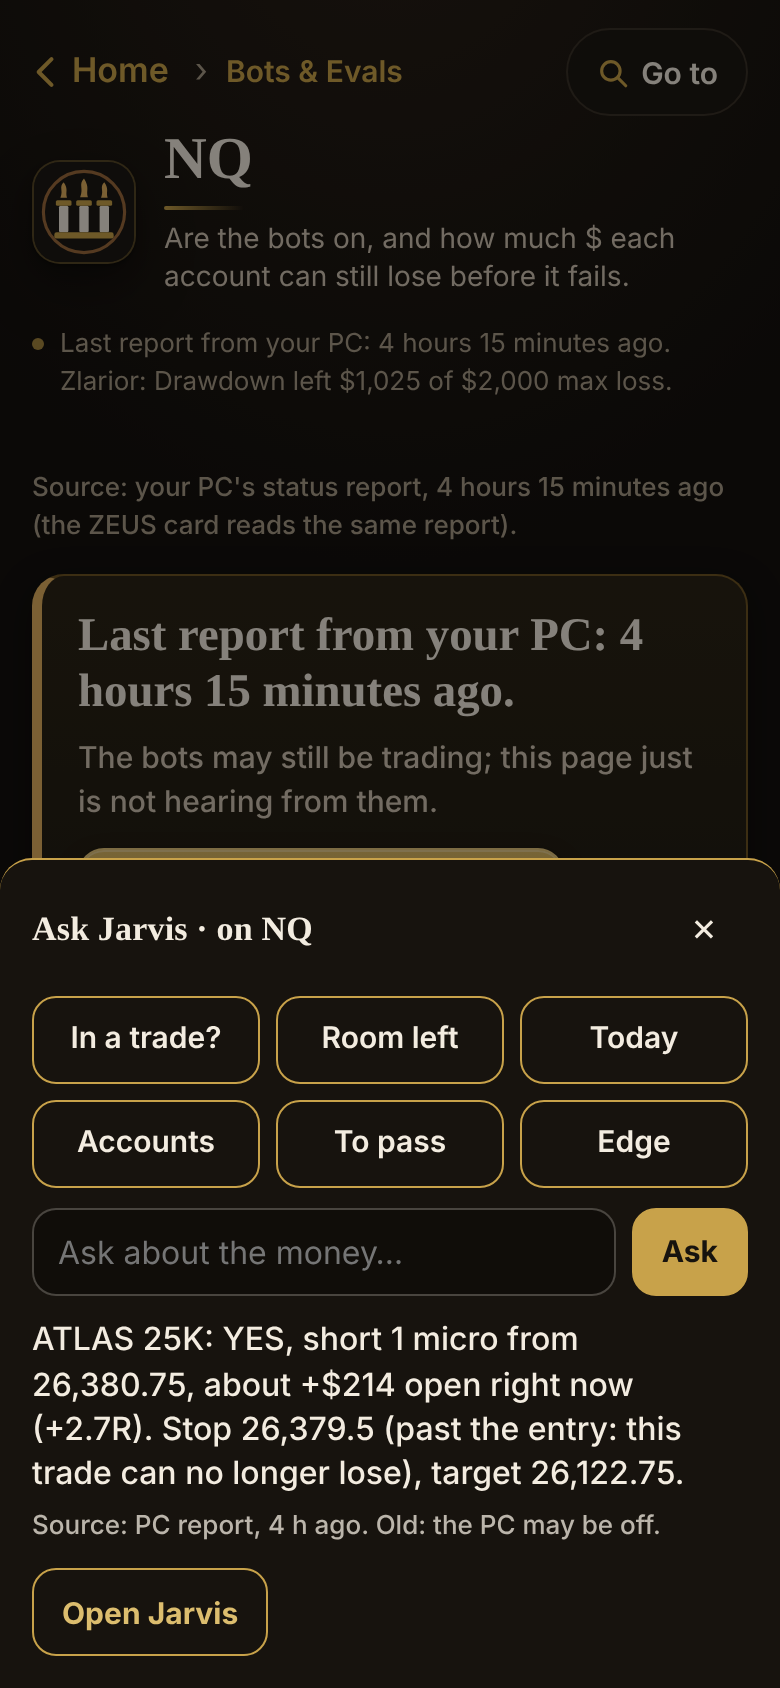 Home › Bots & Evals
Go to
NQ
Are the bots on, and how much $ each
account can still lose before it fails.
Last report from your PC: 4 hours 15 minutes ago.
Zlarior: Drawdown left $1,025 of $2,000 max loss.
Source: your PC's status report, 4 hours 15 minutes ago
(the ZEUS card reads the same report).
Last report from your PC: 4
hours 15 minutes ago.
The bots may still be trading; this page just
is not hearing from them.
Ask Jarvis · on NQ
In a trade?
Room left
Today
Accounts
To pass
Edge
Ask about the money...
Ask
ATLAS 25K: YES, short 1 micro from
26,380.75, about +$214 open right now
(+2.7R). Stop 26,379.5 (past the entry: this
trade can no longer lose), target 26,122.75.
Source: PC report, 4 h ago. Old: the PC may be off.
Open Jarvis